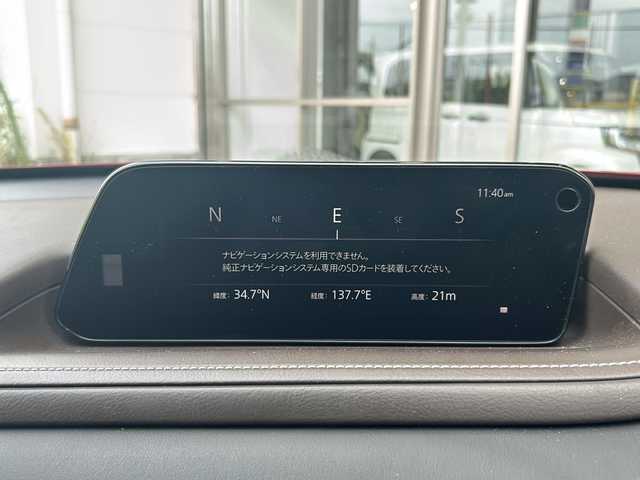 11:40am
N NE E SE S
ナビゲーションシステムを利用できません。
純正ナビゲーションシステム専用のSDカードを装着してください。
緯度: 34.7°N 経度: 137.7°E 高度: 21m